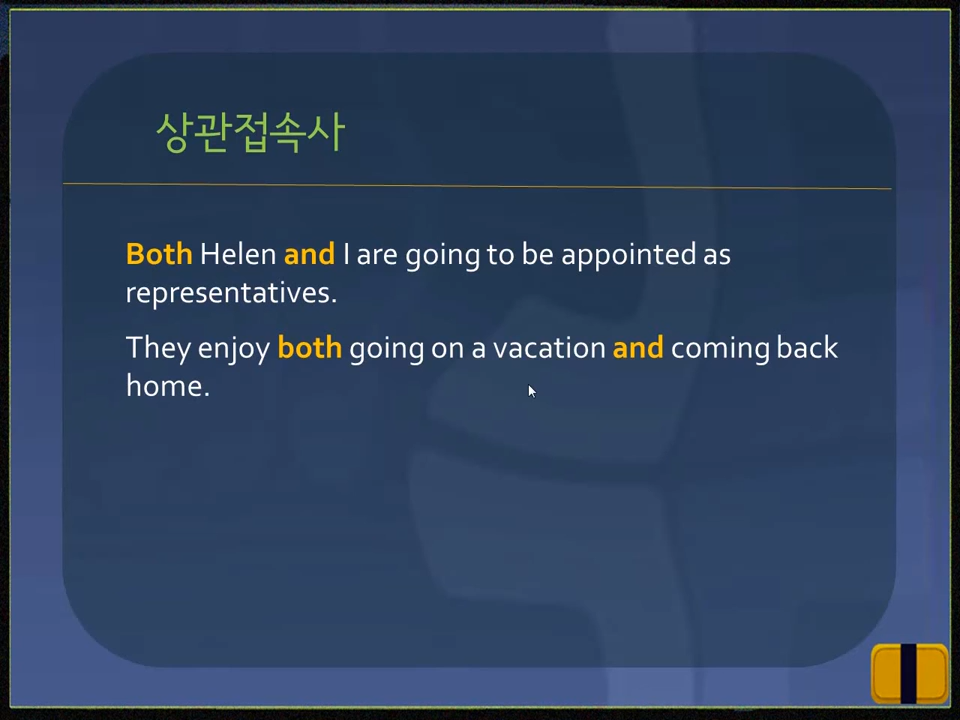 상관접속사
Both Helen and I are going to be appointed as
representatives.
They enjoy both going on a vacation and coming back
home.